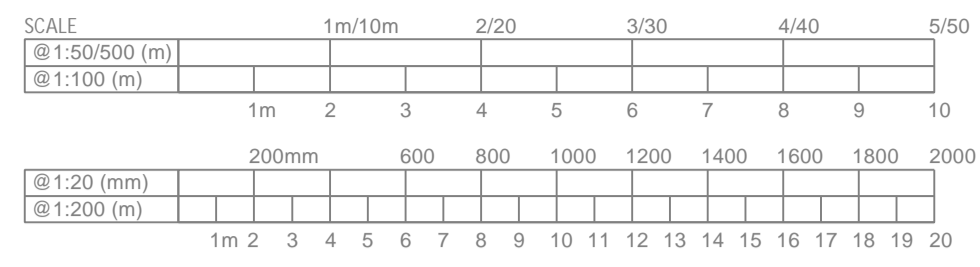 SCALE 1m/10m 2/20 3/30 4/40 5/50
@1:50/500 (m)
@1:100 (m)
1m 2 3 4 5 6 7 8 9 10
200mm 600 800 1000 1200 1400 1600 1800 2000
@1:20 (mm)
@1:200 (m)
1m 2 3 4 5 6 7 8 9 10 11 12 13 14 15 16 17 18 19 20